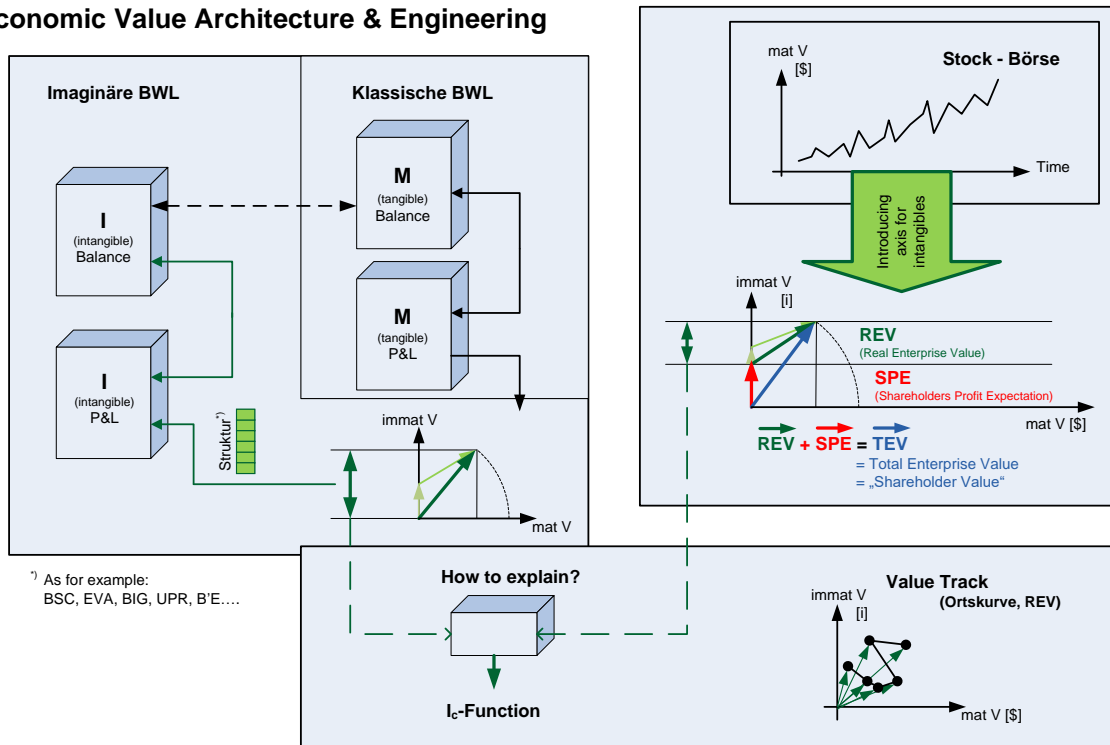 conomic Value Architecture & Engineering
Imaginäre BWL
Klassische BWL
I
(intangible)
Balance
M
(tangible)
Balance
I
(intangible)
P&L
M
(tangible)
P&L
Struktur*)
immat V
mat V
*) As for example:
BSC, EVA, BIG, UPR, B'E....
mat V
[$]
Stock - Börse
Time
Introducing
axis for
intangibles
immat V
[i]
REV
(Real Enterprise Value)
SPE
(Shareholders Profit Expectation)
mat V [$]
REV + SPE = TEV
= Total Enterprise Value
= „Shareholder Value“
How to explain?
Ic-Function
Value Track
(Ortskurve, REV)
immat V
[i]
mat V [$]